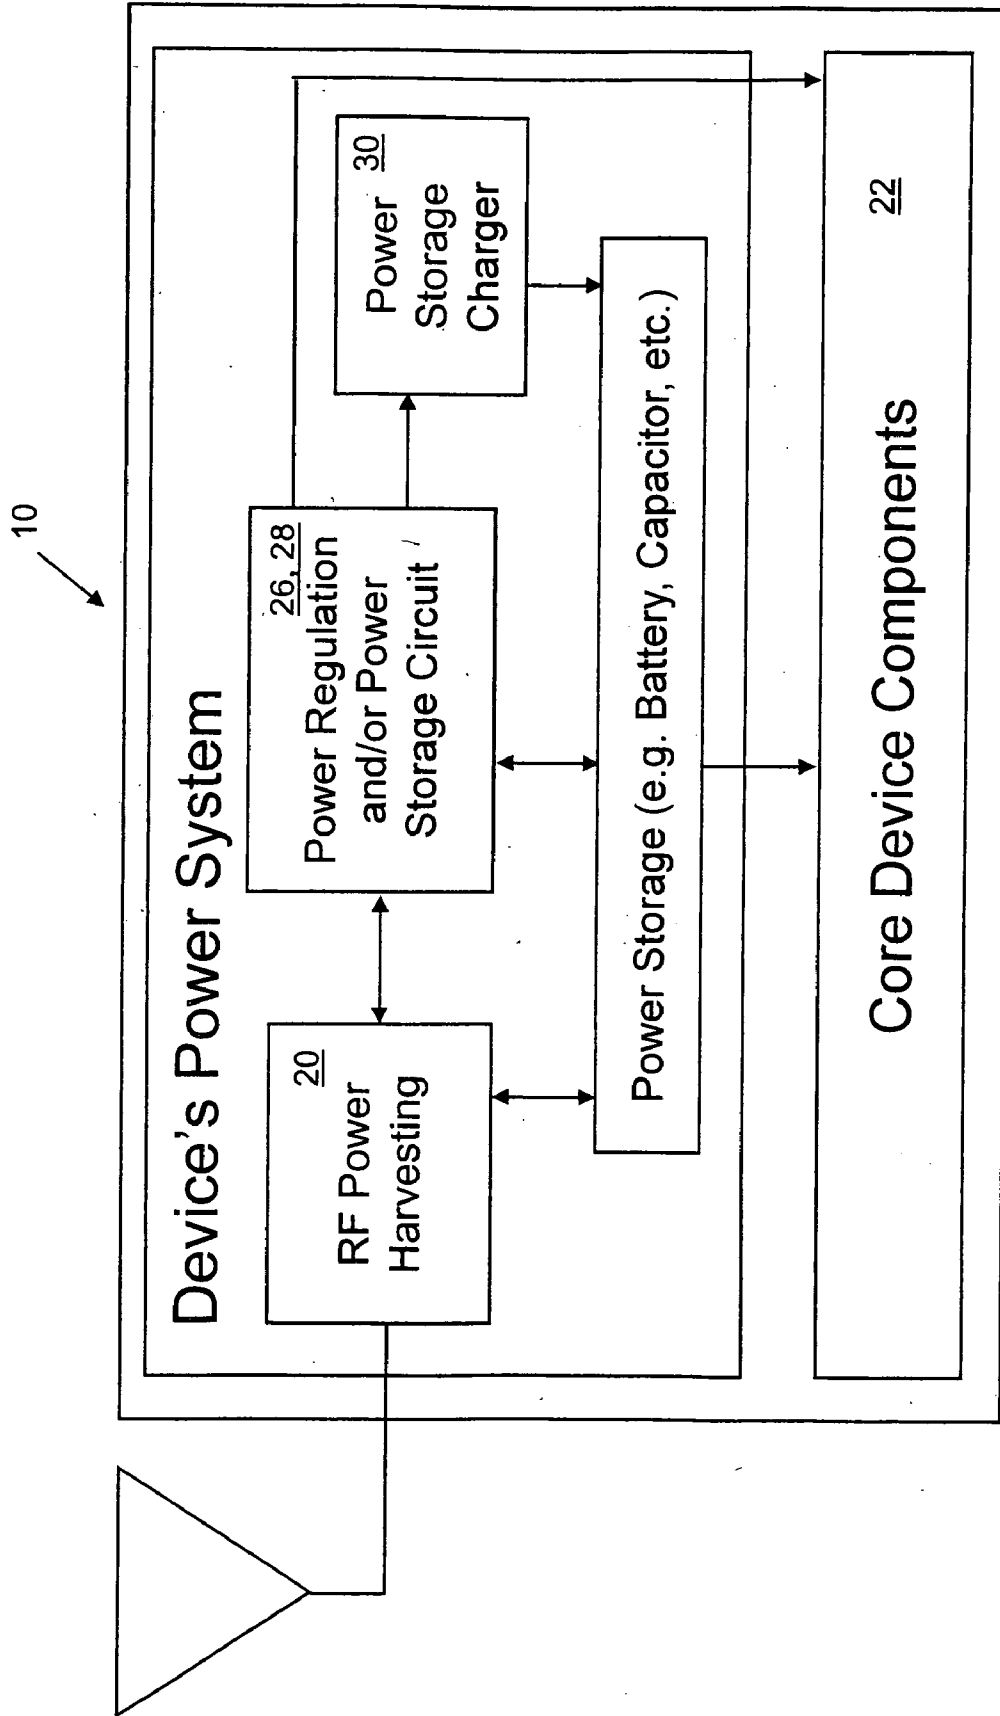 10
Device's Power System
20
RF Power
Harvesting
26, 28
Power Regulation
and/or Power
Storage Circuit
30
Power
Storage
Charger
Power Storage (e.g. Battery, Capacitor, etc.)
22
Core Device Components